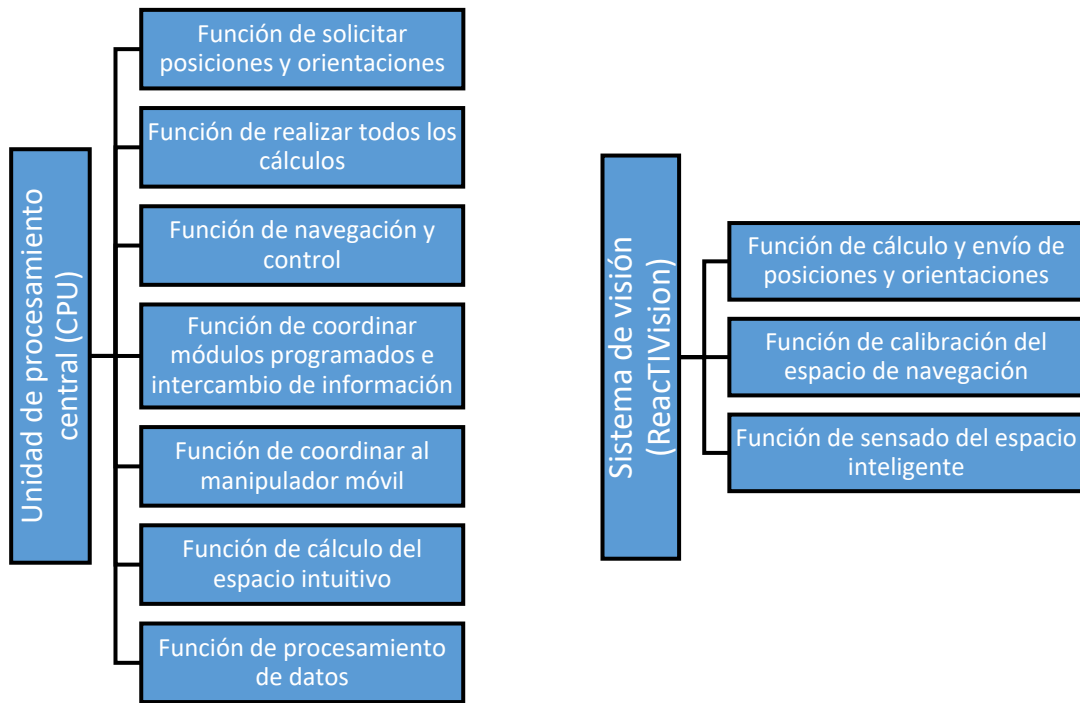 Unidad de procesamiento
central (CPU)
Función de solicitar
posiciones y orientaciones
Función de realizar todos los
cálculos
Función de navegación y
control
Función de coordinar
módulos programados e
intercambio de información
Función de coordinar al
manipulador móvil
Función de cálculo del
espacio intuitivo
Función de procesamiento
de datos
Sistema de visión
(ReacTIVision)
Función de cálculo y envío de
posiciones y orientaciones
Función de calibración del
espacio de navegación
Función de sensado del espacio
inteligente